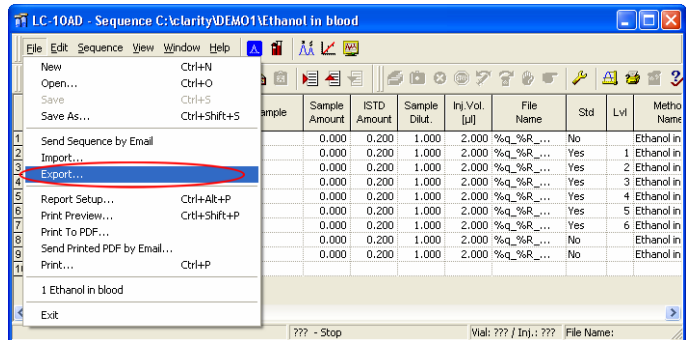 LC-10AD - Sequence C:\clarity\DEMO1\Ethanol in blood
File Edit Sequence View Window Help
New Ctrl+N
Open... Ctrl+O
Save Ctrl+S
Save As... Ctrl+Shift+S
Send Sequence by Email
Import...
Export...
Report Setup... Ctrl+Alt+P
Print Preview... Crtl+Shift+P
Print To PDF...
Send Printed PDF by Email...
Print... Ctrl+P
1 Ethanol in blood
Exit
ample Sample Amount ISTD Amount Sample Dilut. Inj.Vol. [µl] File Name Std Lvl Metho Name
1 0.000 0.200 1.000 2.000 %q_%R_... No Ethanol in
2 0.000 0.200 1.000 2.000 %q_%R_... Yes 1 Ethanol in
3 0.000 0.200 1.000 2.000 %q_%R_... Yes 2 Ethanol in
4 0.000 0.200 1.000 2.000 %q_%R_... Yes 3 Ethanol in
5 0.000 0.200 1.000 2.000 %q_%R_... Yes 4 Ethanol in
6 0.000 0.200 1.000 2.000 %q_%R_... Yes 5 Ethanol in
7 0.000 0.200 1.000 2.000 %q_%R_... Yes 6 Ethanol in
8 0.000 0.200 1.000 2.000 %q_%R_... No Ethanol in
9 0.000 0.200 1.000 2.000 %q_%R_... No Ethanol in
??? - Stop Vial: ??? / Inj.: ??? File Name: